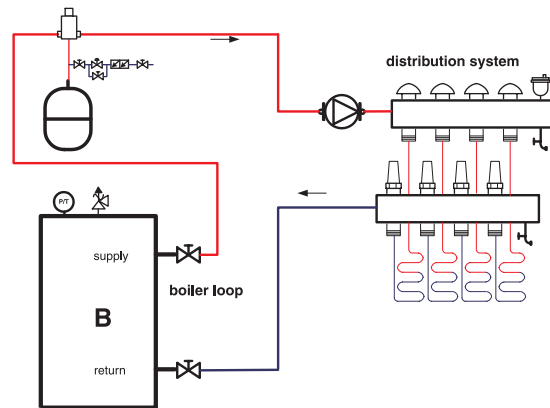 distribution system
P/T
supply
boiler loop
B
return